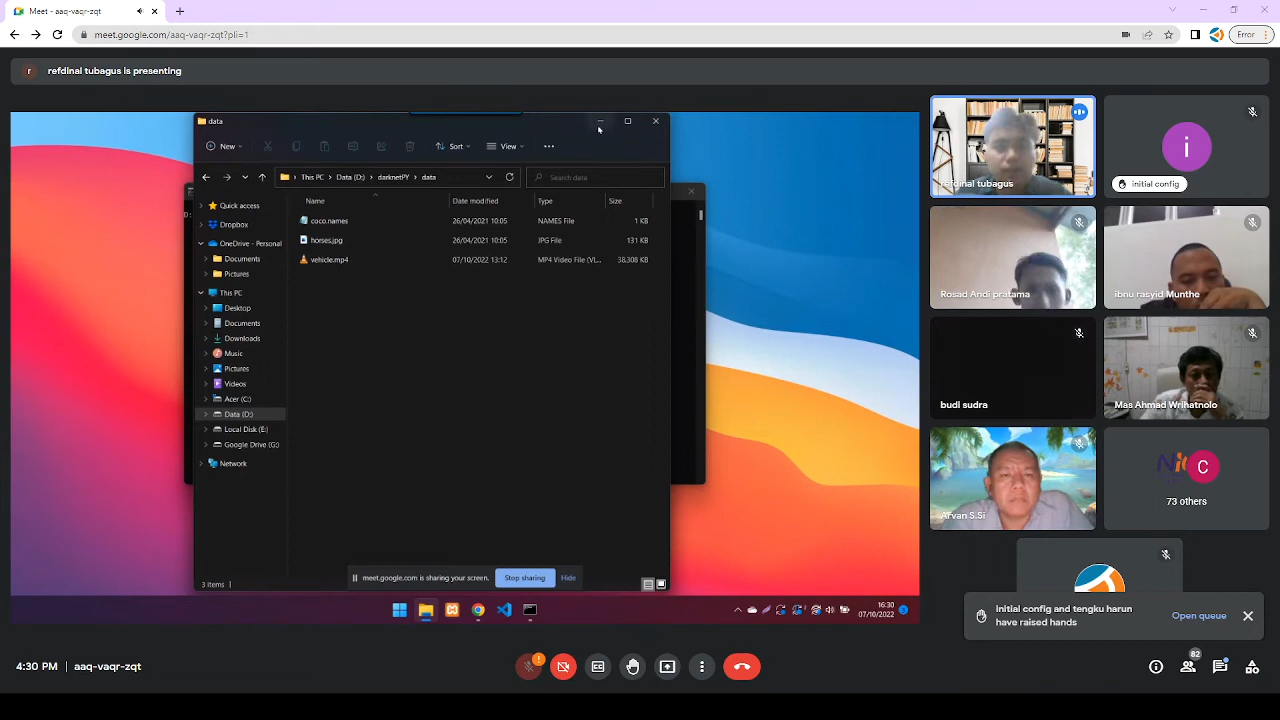 Meet - aaq-vaqr-zqt
meet.google.com/aaq-vaqr-zqt?pli=1
Error
r
refdinal tubagus is presenting
data
New
Sort
View
This PC
Data (D:)
darknetPY
data
Search data
Name
Date modified
Type
Size
coco.names
26/04/2021 10:05
NAMES File
1 KB
horses.jpg
26/04/2021 10:05
JPG File
131 KB
vehicle.mp4
07/10/2022 13:12
MP4 Video File (VL...
38,308 KB
Quick access
Dropbox
OneDrive - Personal
Documents
Pictures
This PC
Desktop
Documents
Downloads
Music
Pictures
Videos
Acer (C:)
Data (D:)
Local Disk (E:)
Google Drive (G:)
Network
3 items
meet.google.com is sharing your screen.
Stop sharing
Hide
16:30
07/10/2022
3
D:
refdinal tubagus
i
initial config
Rosad Andi pratama
ibnu rasyid Munthe
budi sudra
Mas Ahmad Wrihatnolo
Arvan S.Si
C
73 others
Initial config and tengku harun
have raised hands
Open queue
4:30 PM
aaq-vaqr-zqt
82